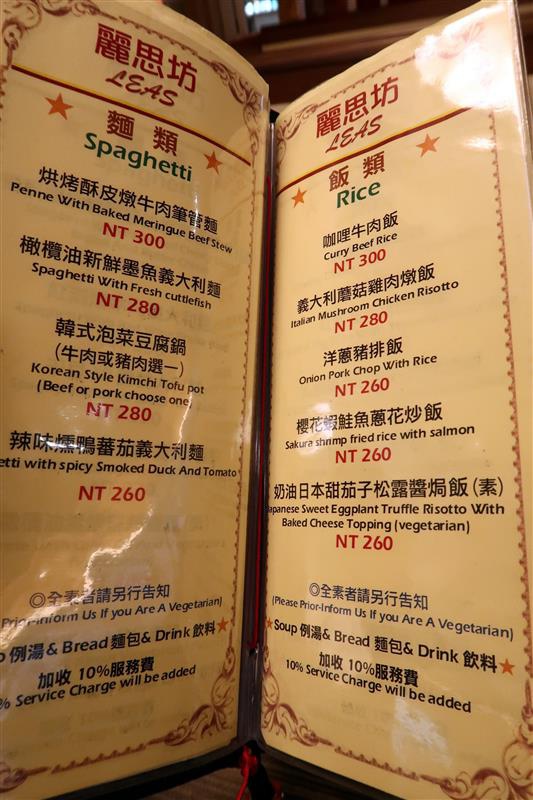 麗思坊
LEAS
麵類
Spaghetti
烘烤酥皮燉牛肉筆管麵
Penne With Baked Meringue Beef Stew
NT 300
橄欖油新鮮墨魚義大利麵
Spaghetti With Fresh cuttlefish
NT 280
韓式泡菜豆腐鍋
(牛肉或豬肉選一)
Korean Style Kimchi Tofu pot
(Beef or pork choose one)
NT 280
辣味燻鴨蕃茄義大利麵
etti with spicy Smoked Duck And Tomato
NT 260
◎全素者請另行告知
Prior-Inform Us If you Are A Vegetarian)
p 例湯& Bread 麵包& Drink 飲料★
加收 10%服務費
% Service Charge will be added
麗思坊
LEAS
飯類
Rice
咖哩牛肉飯
Curry Beef Rice
NT 300
義大利蘑菇雞肉燉飯
Italian Mushroom Chicken Risotto
NT 280
洋蔥豬排飯
Onion Pork Chop With Rice
NT 260
櫻花蝦鮭魚蔥花炒飯
Sakura shrimp fried rice with salmon
NT 260
奶油日本甜茄子松露醬焗飯(素)
Japanese Sweet Eggplant Truffle Risotto With
Baked Cheese Topping (vegetarian)
NT 260
◎全素者請另行告知
(Please Prior-Inform Us If you Are A Vegetarian)
★Soup 例湯& Bread 麵包& Drink 飲料★
加收 10%服務費
10% Service Charge will be added